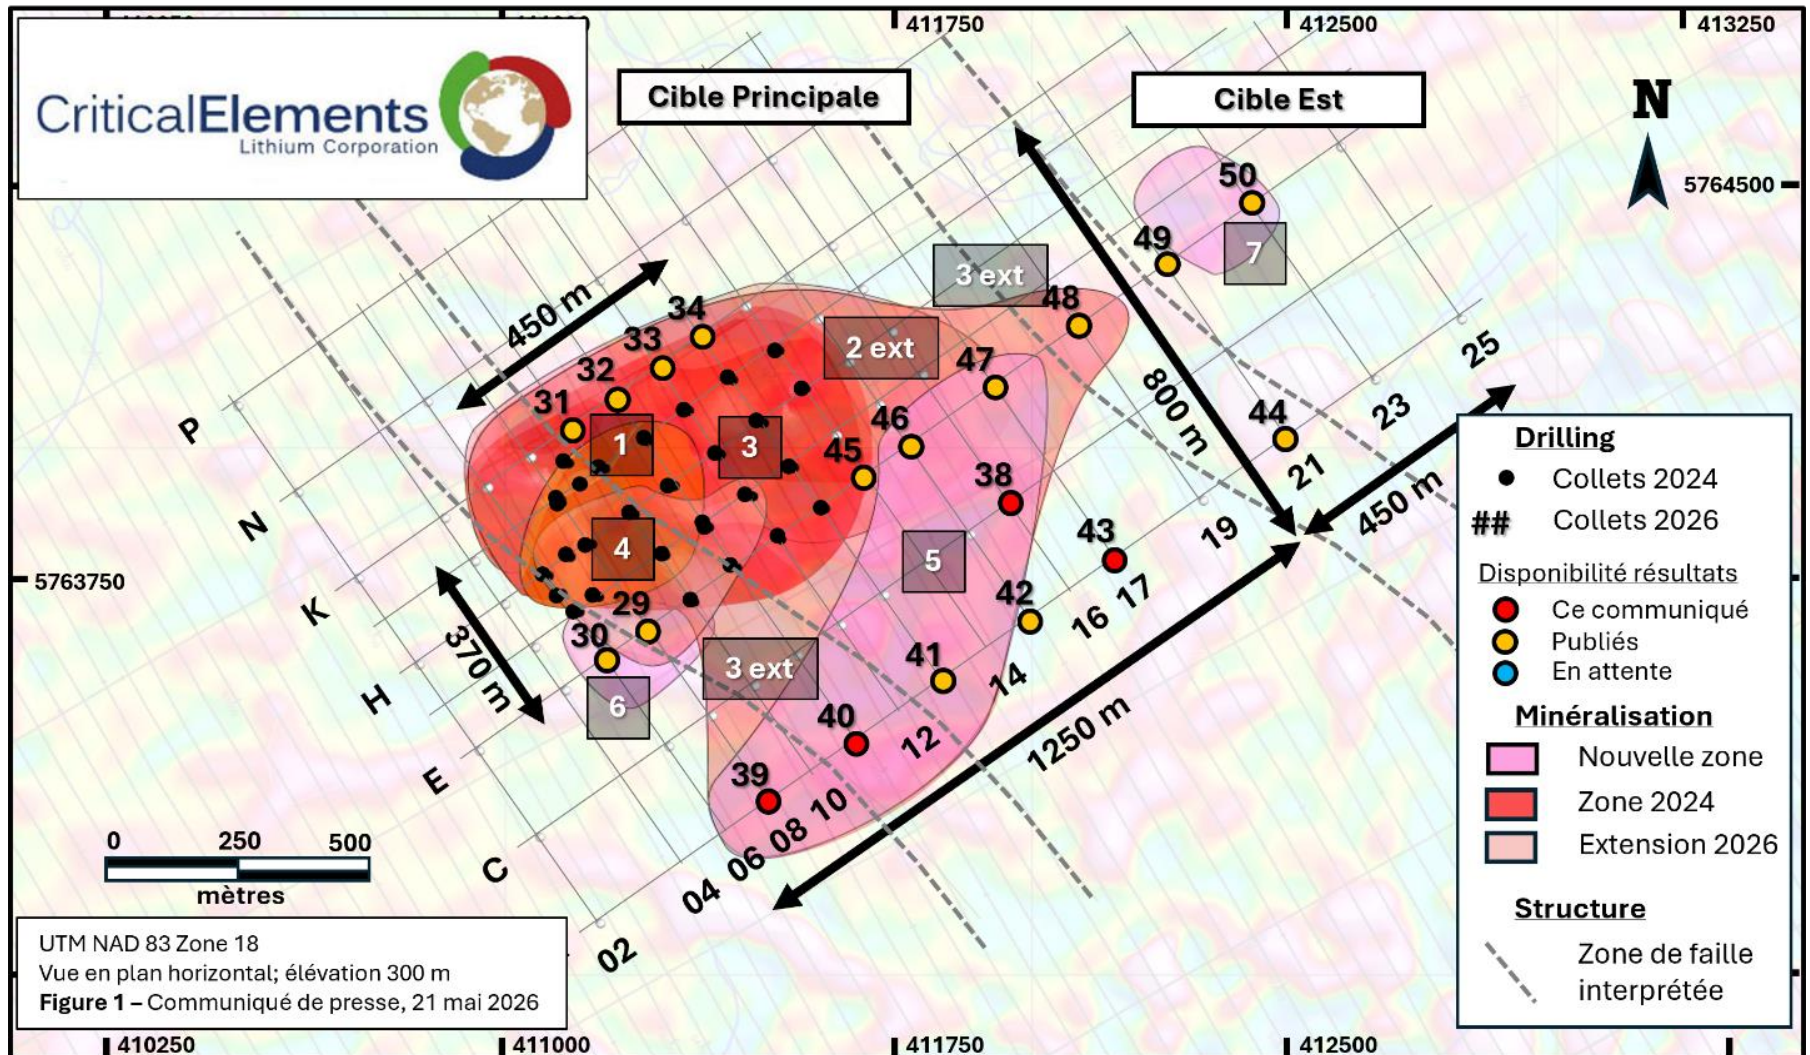 411750
412500
413250
CriticalElements
Lithium Corporation
Cible Principale
Cible Est
N
5764500
50
49
7
3 ext
48
450 m
34
33
2 ext
47
32
31
46
800 m
25
23
44
P
1
3
45
38
21
450 m
N
43
19
4
5
5763750
42
17
16
K
29
30
370 m
3 ext
41
14
H
6
40
12
1250 m
E
39
10
08
06
C
04
02
0 250 500
mètres
Drilling
Collets 2024
## Collets 2026
Disponibilité résultats
Ce communiqué
Publiés
En attente
Minéralisation
Nouvelle zone
Zone 2024
Extension 2026
Structure
Zone de faille
interprétée
UTM NAD 83 Zone 18
Vue en plan horizontal; élévation 300 m
Figure 1 – Communiqué de presse, 21 mai 2026
410250
411000
411750
412500